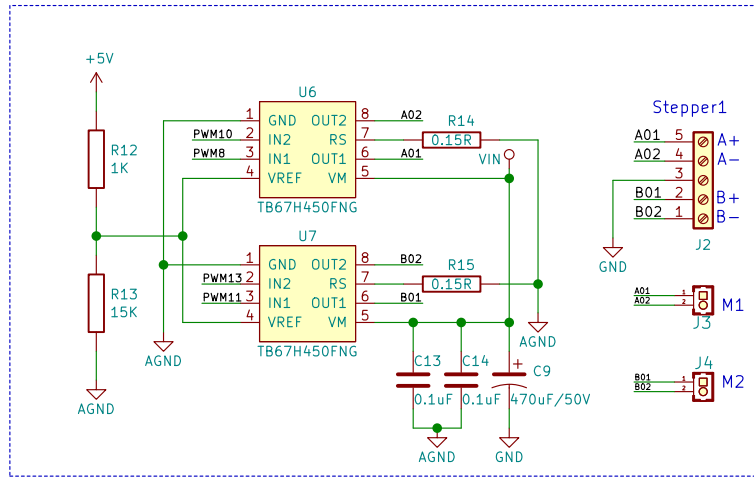 +5V
R12
1K
R13
15K
AGND
U6
1 GND OUT2 8 A02
PWM10 2 IN2 RS 7
PWM8 3 IN1 OUT1 6 A01
4 VREF VM 5
TB67H450FNG
R14
0.15R
VIN
U7
1 GND OUT2 8 B02
PWM13 2 IN2 RS 7
PWM11 3 IN1 OUT1 6 B01
4 VREF VM 5
TB67H450FNG
R15
0.15R
AGND
AGND
C13
0.1uF
C14
0.1uF
+ C9
470uF/50V
AGND
GND
Stepper1
A01 5 A+
A02 4 A-
3
B01 2 B+
B02 1 B-
J2
GND
A01 1
A02 2
M1
J3
J4
B01 1
B02 2
M2